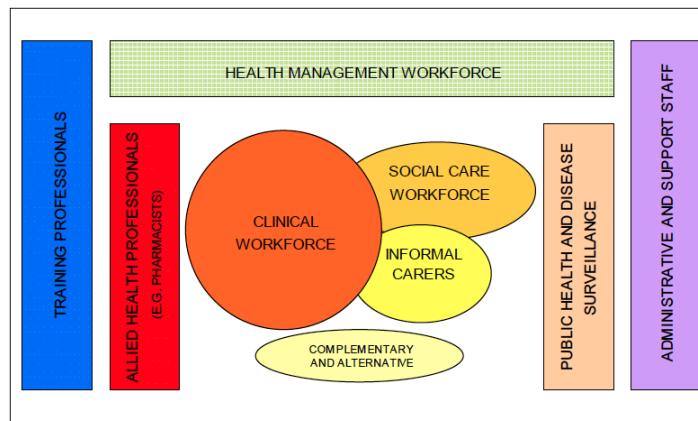 HEALTH MANAGEMENT WORKFORCE
TRAINING PROFESSIONALS
ALLIED HEALTH PROFESSIONALS
(E.G. PHARMACISTS)
CLINICAL
WORKFORCE
SOCIAL CARE
WORKFORCE
INFORMAL
CARERS
COMPLEMENTARY
AND ALTERNATIVE
PUBLIC HEALTH AND DISEASE
SURVEILLANCE
ADMINISTRATIVE AND SUPPORT STAFF